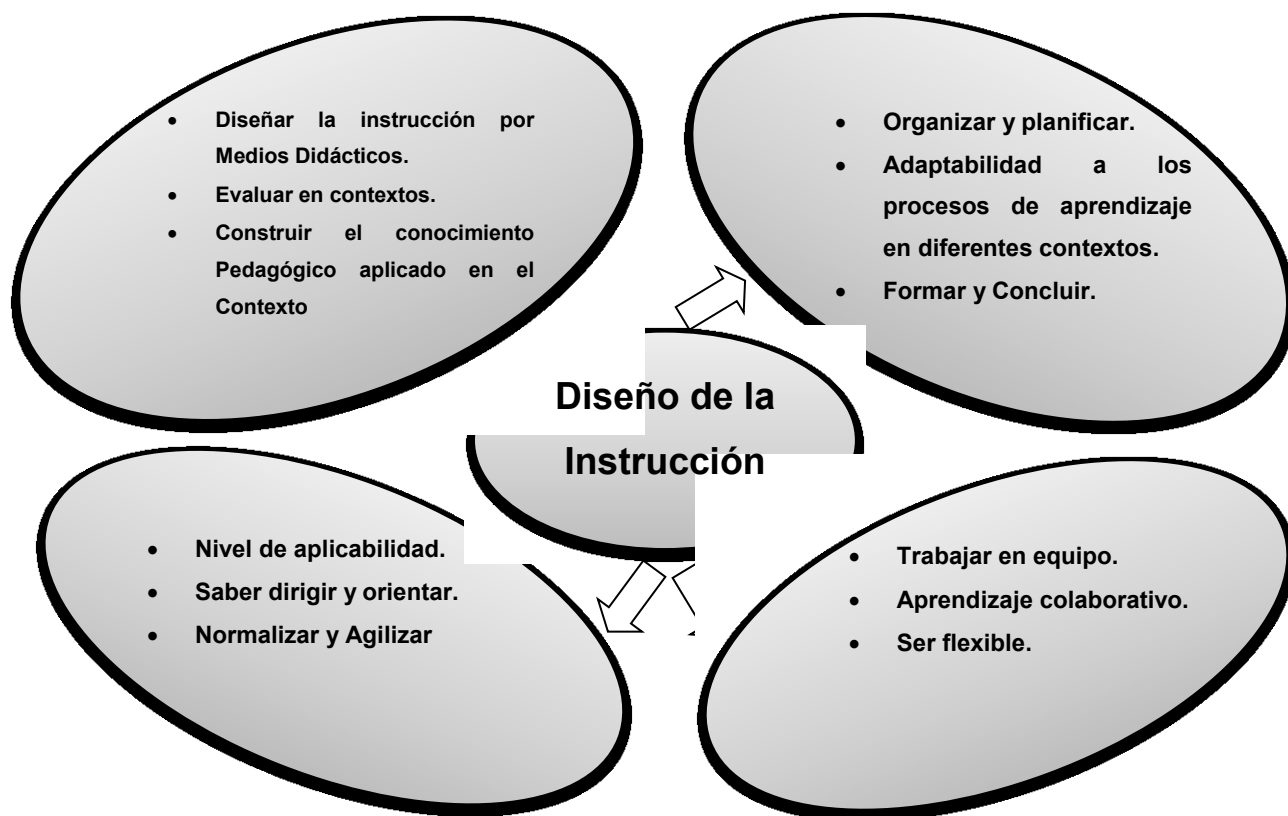 • Diseñar la instrucción por
Medios Didácticos.
• Evaluar en contextos.
• Construir el conocimiento
Pedagógico aplicado en el
Contexto
• Organizar y planificar.
• Adaptabilidad a los
procesos de aprendizaje
en diferentes contextos.
• Formar y Concluir.
Diseño de la
Instrucción
• Nivel de aplicabilidad.
• Saber dirigir y orientar.
• Normalizar y Agilizar
• Trabajar en equipo.
• Aprendizaje colaborativo.
• Ser flexible.